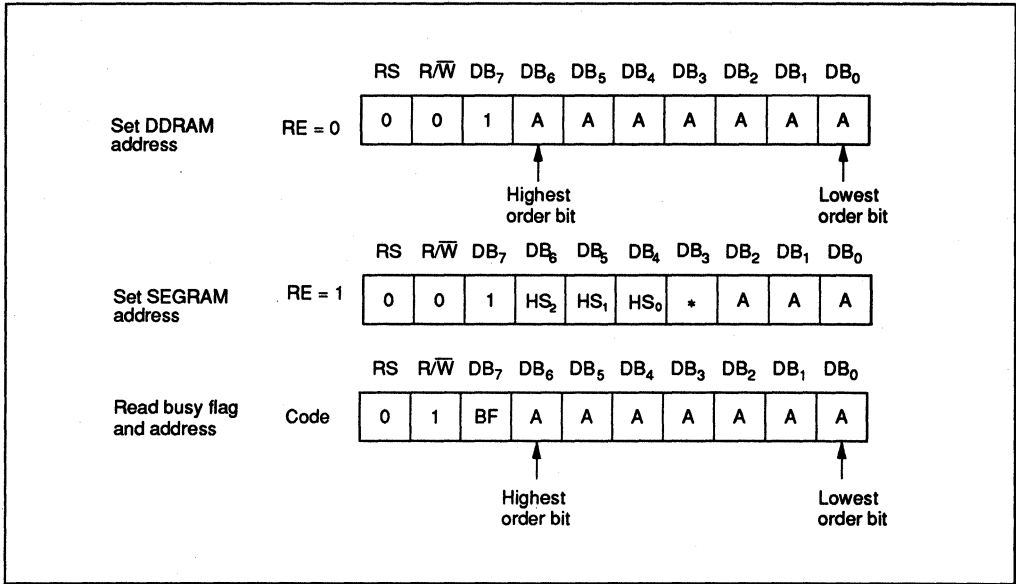 RS R/W̅ DB₇ DB₆ DB₅ DB₄ DB₃ DB₂ DB₁ DB₀
Set DDRAM address RE = 0 0 0 1 A A A A A A A
Highest order bit Lowest order bit
RS R/W̅ DB₇ DB₆ DB₅ DB₄ DB₃ DB₂ DB₁ DB₀
Set SEGRAM address RE = 1 0 0 1 HS₂ HS₁ HS₀ * A A A
RS R/W̅ DB₇ DB₆ DB₅ DB₄ DB₃ DB₂ DB₁ DB₀
Read busy flag and address Code 0 1 BF A A A A A A A
Highest order bit Lowest order bit